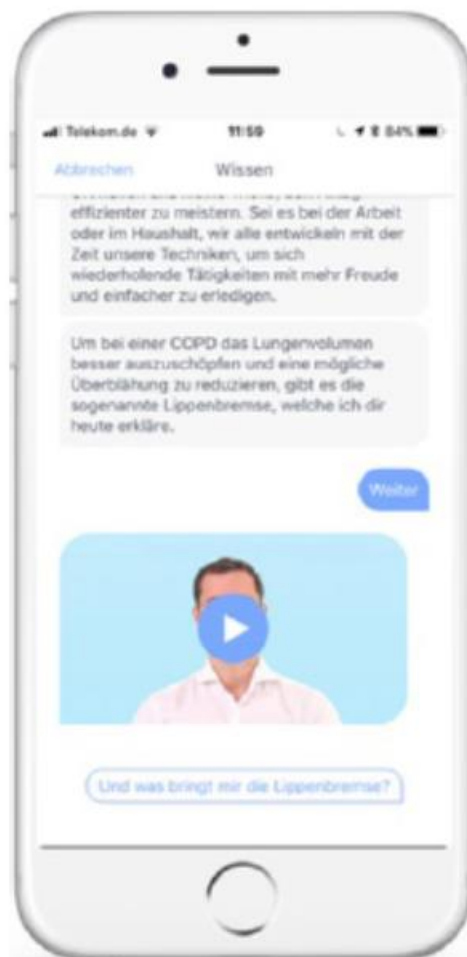 Telekom.de
11:59
84%
Abbrechen
Wissen
effizienter zu meistern. Sei es bei der Arbeit
oder im Haushalt, wir alle entwickeln mit der
Zeit unsere Techniken, um sich
wiederholende Tätigkeiten mit mehr Freude
und einfacher zu erledigen.
Um bei einer COPD das Lungenvolumen
besser auszuschöpfen und eine mögliche
Überblähung zu reduzieren, gibt es die
sogenannte Lippenbremse, welche ich dir
heute erkläre.
Weiter
Und was bringt mir die Lippenbremse?